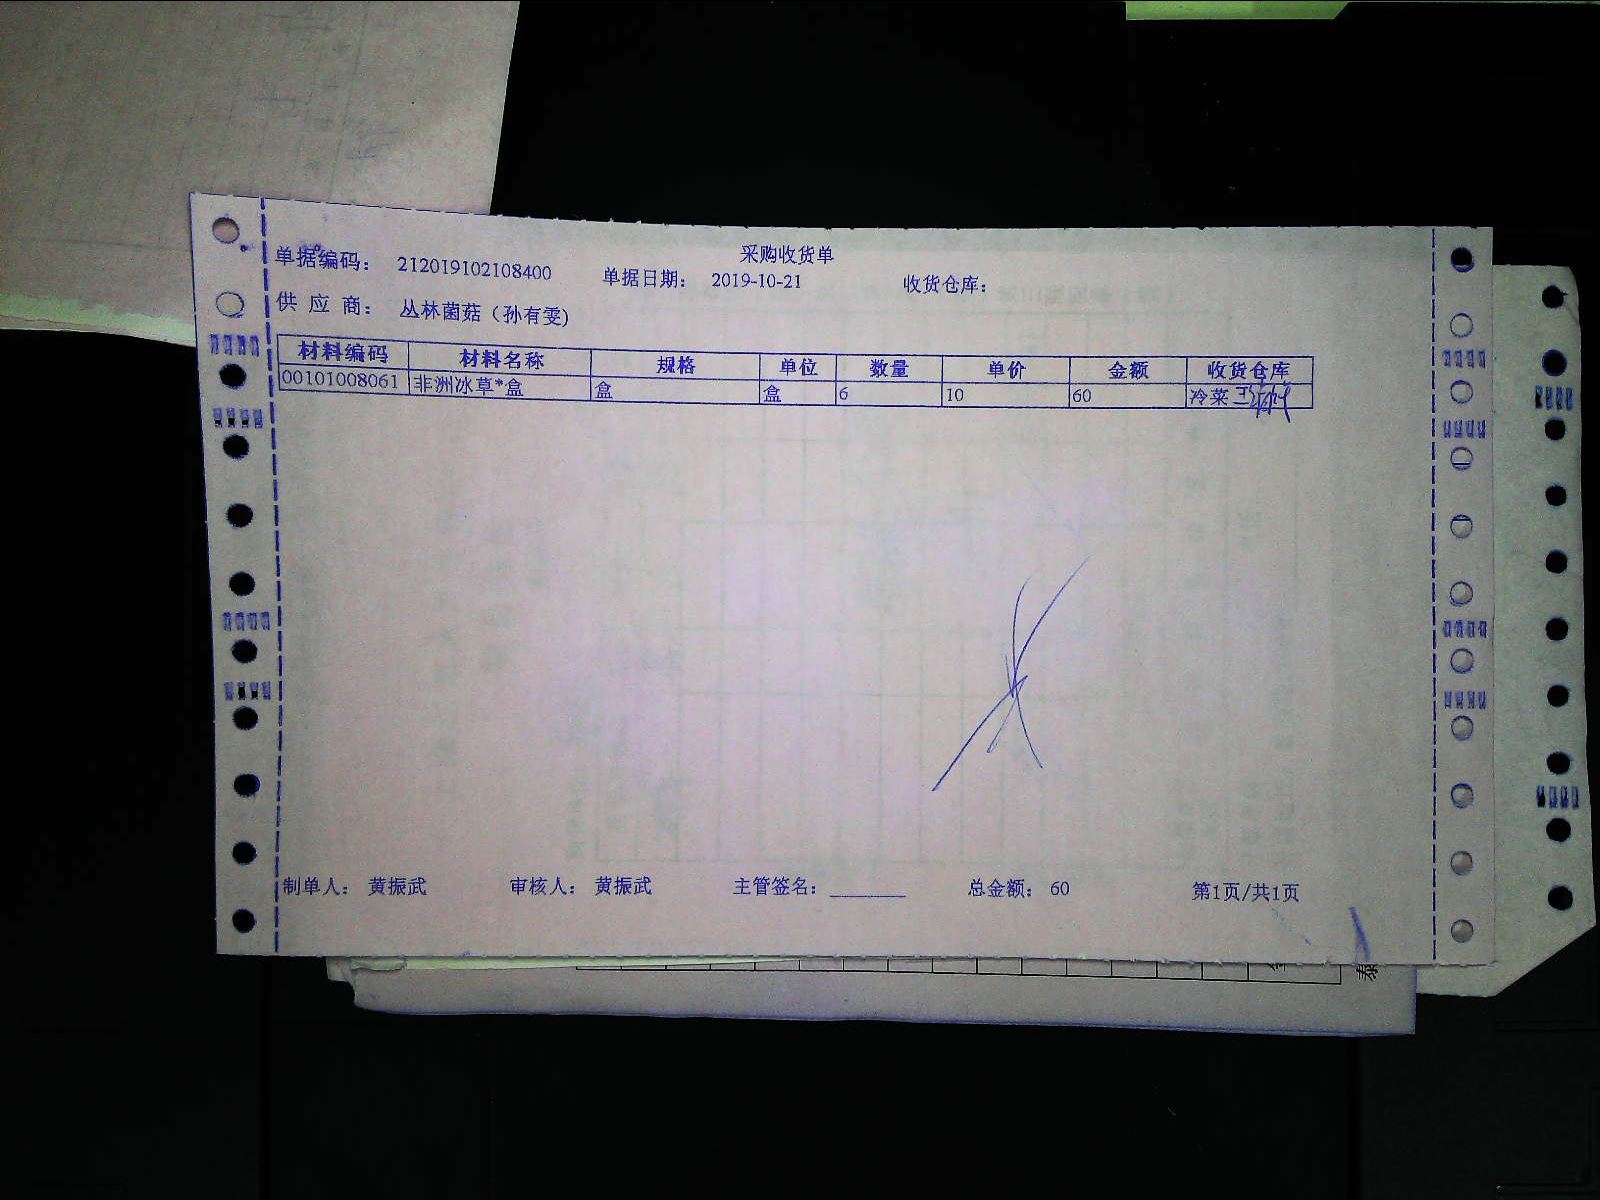 采购收货单
单据编码： 212019102108400 单据日期： 2019-10-21 收货仓库：
供 应 商： 丛林菌菇（孙有雯)
材料编码 材料名称 规格 单位 数量 单价 金额 收货仓库
00101008061 非洲冰草*盒 盒 盒 6 10 60 冷菜
制单人： 黄振武 审核人： 黄振武 主管签名： 总金额： 60 第1页/共1页
泰